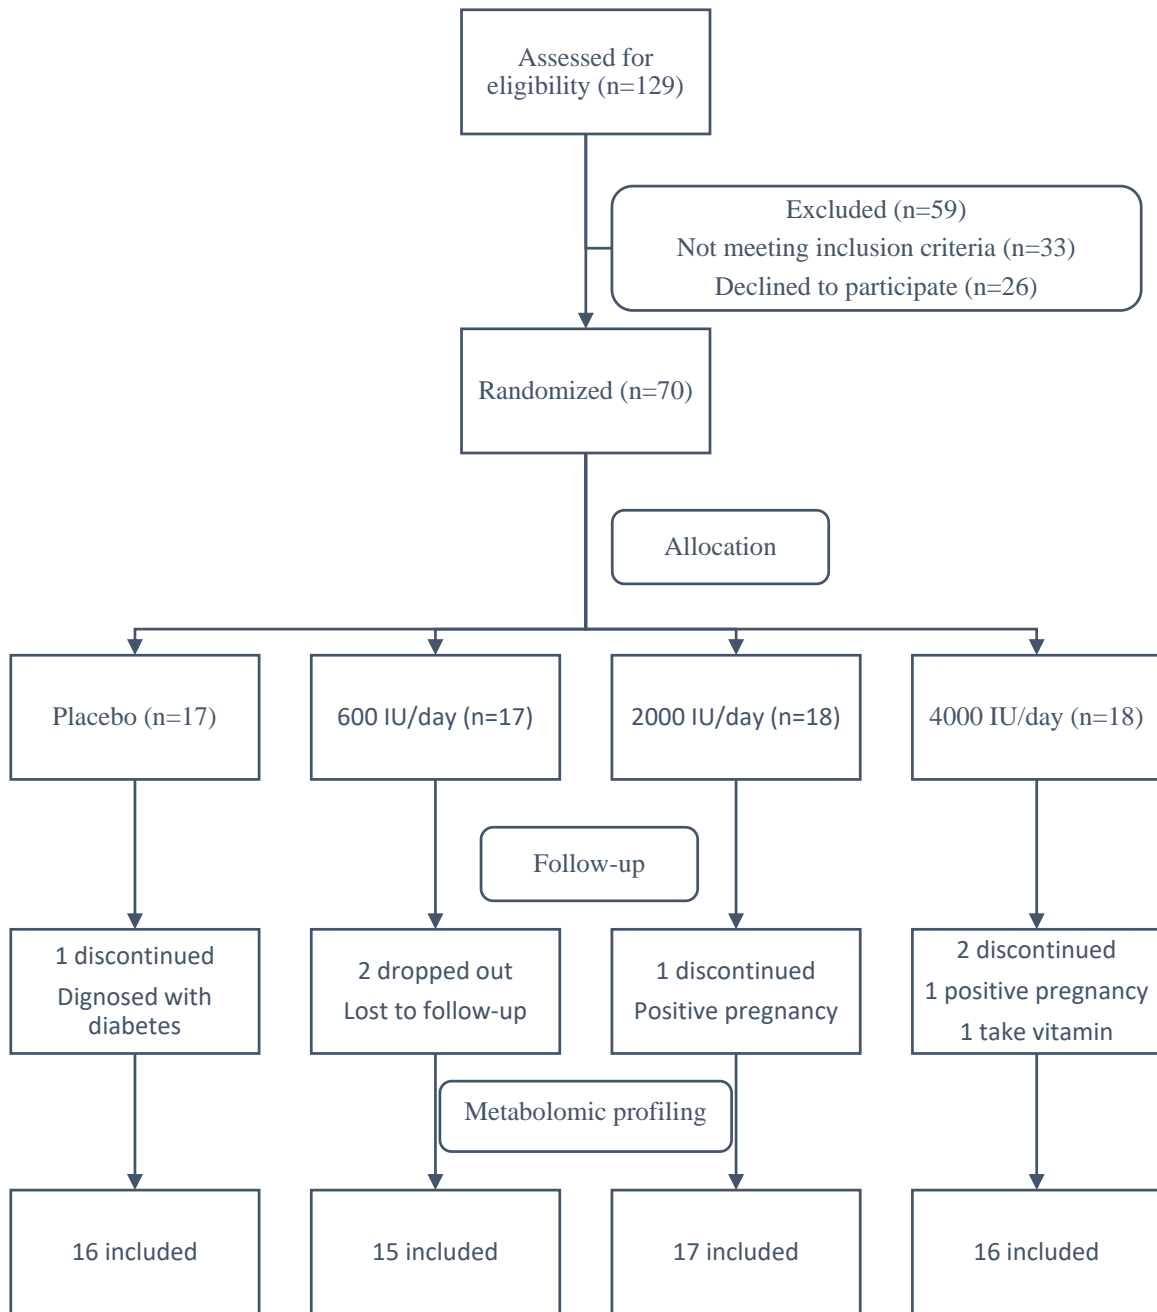 Assessed for
eligibility (n=129)
Excluded (n=59)
Not meeting inclusion criteria (n=33)
Declined to participate (n=26)
Randomized (n=70)
Allocation
Placebo (n=17)
600 IU/day (n=17)
2000 IU/day (n=18)
4000 IU/day (n=18)
Follow-up
1 discontinued
Dignosed with
diabetes
2 dropped out
Lost to follow-up
1 discontinued
Positive pregnancy
2 discontinued
1 positive pregnancy
1 take vitamin
Metabolomic profiling
16 included
15 included
17 included
16 included